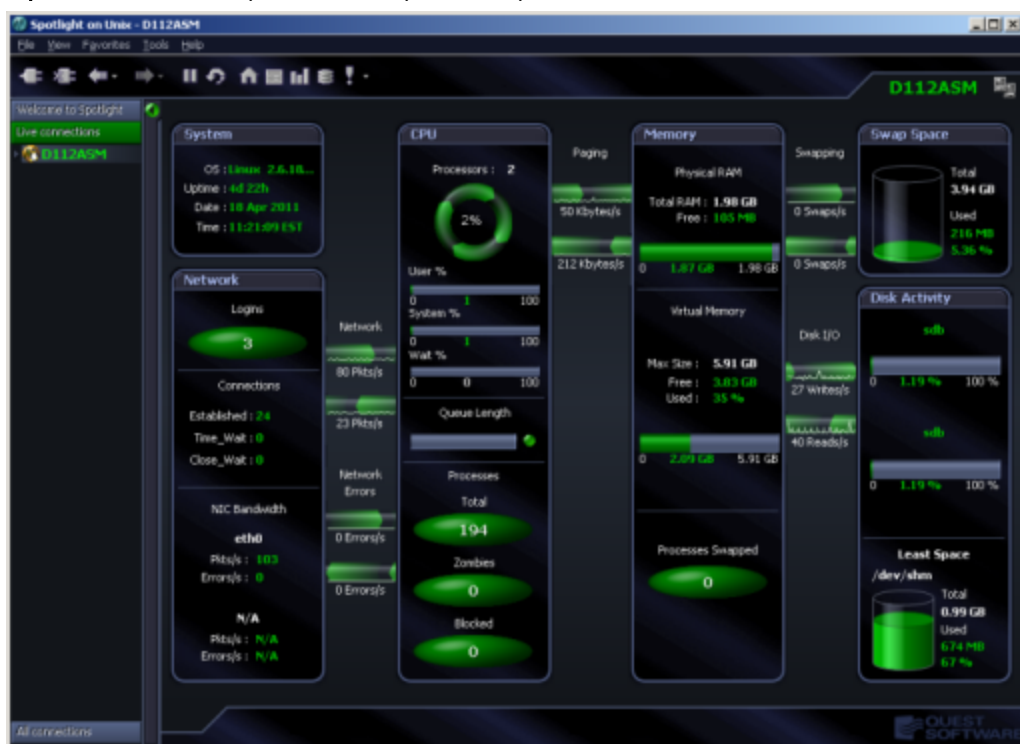 Spotlight on Unix - D112ASM
File View Favorites Tools Help
D112ASM
Welcome to Spotlight
Live connections
D112ASM
System
OS : Linux 2.6.18...
Uptime : 4d 22h
Date : 18 Apr 2011
Time : 11:21:09 EST
Network
Logins
3
Connections
Established : 24
Time_Wait : 0
Close_Wait : 0
NIC Bandwidth
eth0
Pkts/s : 103
Errors/s : 0
N/A
Pkts/s : N/A
Errors/s : N/A
Network
80 Pkts/s
23 Pkts/s
Network
Errors
0 Errors/s
0 Errors/s
CPU
Processors : 2
2%
User %
0 1 100
System %
0 1 100
Wait %
0 0 100
Queue Length
Processes
Total
194
Zombies
0
Blocked
0
Paging
50 Kbytes/s
212 Kbytes/s
Memory
Physical RAM
Total RAM : 1.98 GB
Free : 105 MB
0 1.87 GB 1.98 GB
Virtual Memory
Max Size : 5.91 GB
Free : 3.83 GB
Used : 35 %
0 2.09 GB 5.91 GB
Processes Swapped
0
Swapping
0 Swaps/s
0 Swaps/s
Disk I/O
27 Writes/s
40 Reads/s
Swap Space
Total
3.94 GB
Used
216 MB
5.36 %
Disk Activity
sdb
0 1.19 % 100 %
sdb
0 1.19 % 100 %
Least Space
/dev/shm
Total
0.99 GB
Used
674 MB
67 %
All connections
QUEST
SOFTWARE